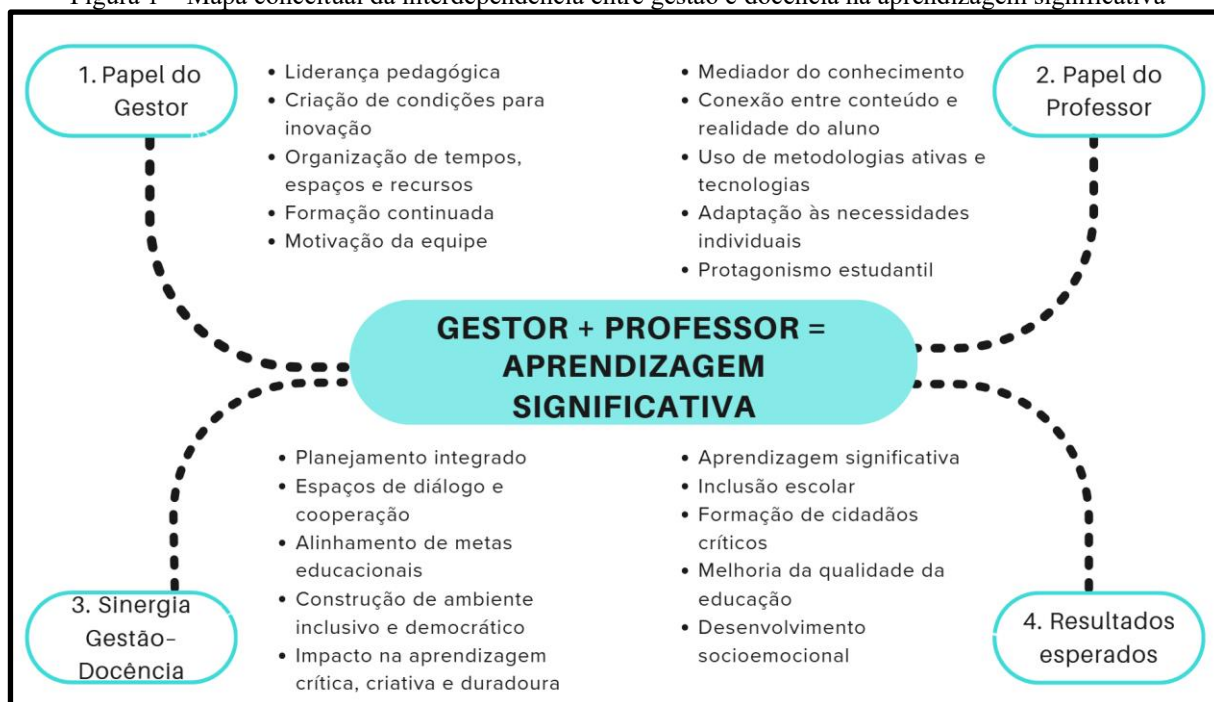 Figura 1 – Mapa conceitual da interdependência entre gestão e docência na aprendizagem significativa
1. Papel do
Gestor
• Liderança pedagógica
• Criação de condições para
inovação
• Organização de tempos,
espaços e recursos
• Formação continuada
• Motivação da equipe
• Mediador do conhecimento
• Conexão entre conteúdo e
realidade do aluno
• Uso de metodologias ativas e
tecnologias
• Adaptação às necessidades
individuais
• Protagonismo estudantil
2. Papel do
Professor
GESTOR + PROFESSOR =
APRENDIZAGEM
SIGNIFICATIVA
3. Sinergia
Gestão-
Docência
• Planejamento integrado
• Espaços de diálogo e
cooperação
• Alinhamento de metas
educacionais
• Construção de ambiente
inclusivo e democrático
• Impacto na aprendizagem
crítica, criativa e duradoura
• Aprendizagem significativa
• Inclusão escolar
• Formação de cidadãos
críticos
• Melhoria da qualidade da
educação
• Desenvolvimento
socioemocional
4. Resultados
esperados